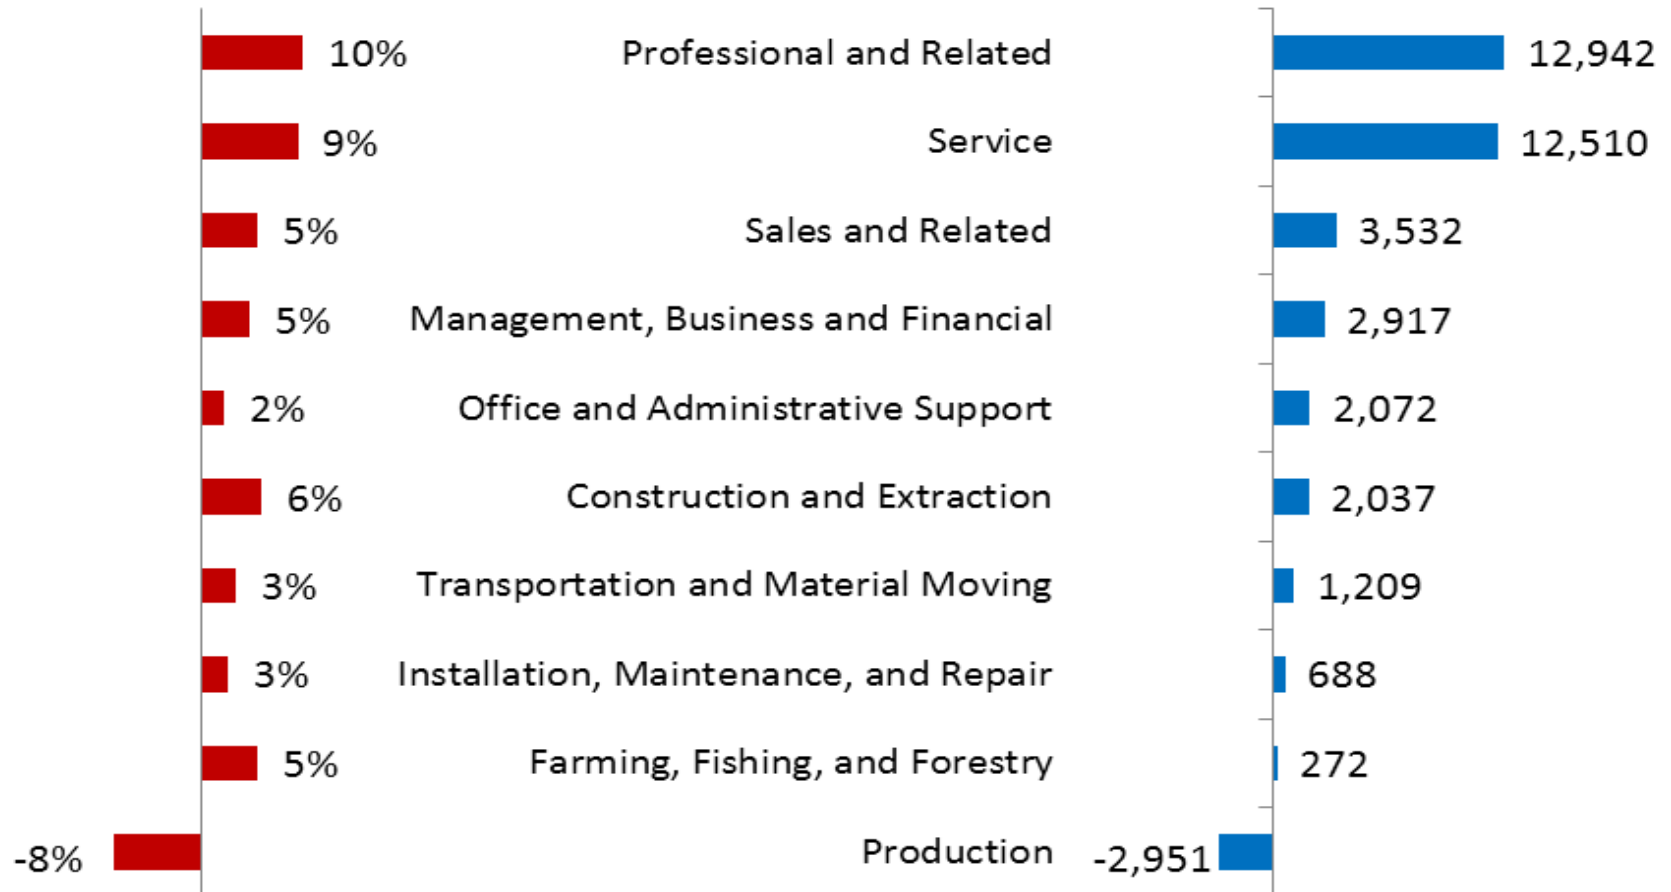 10% Professional and Related 12,942
9% Service 12,510
5% Sales and Related 3,532
5% Management, Business and Financial 2,917
2% Office and Administrative Support 2,072
6% Construction and Extraction 2,037
3% Transportation and Material Moving 1,209
3% Installation, Maintenance, and Repair 688
5% Farming, Fishing, and Forestry 272
-8% Production -2,951